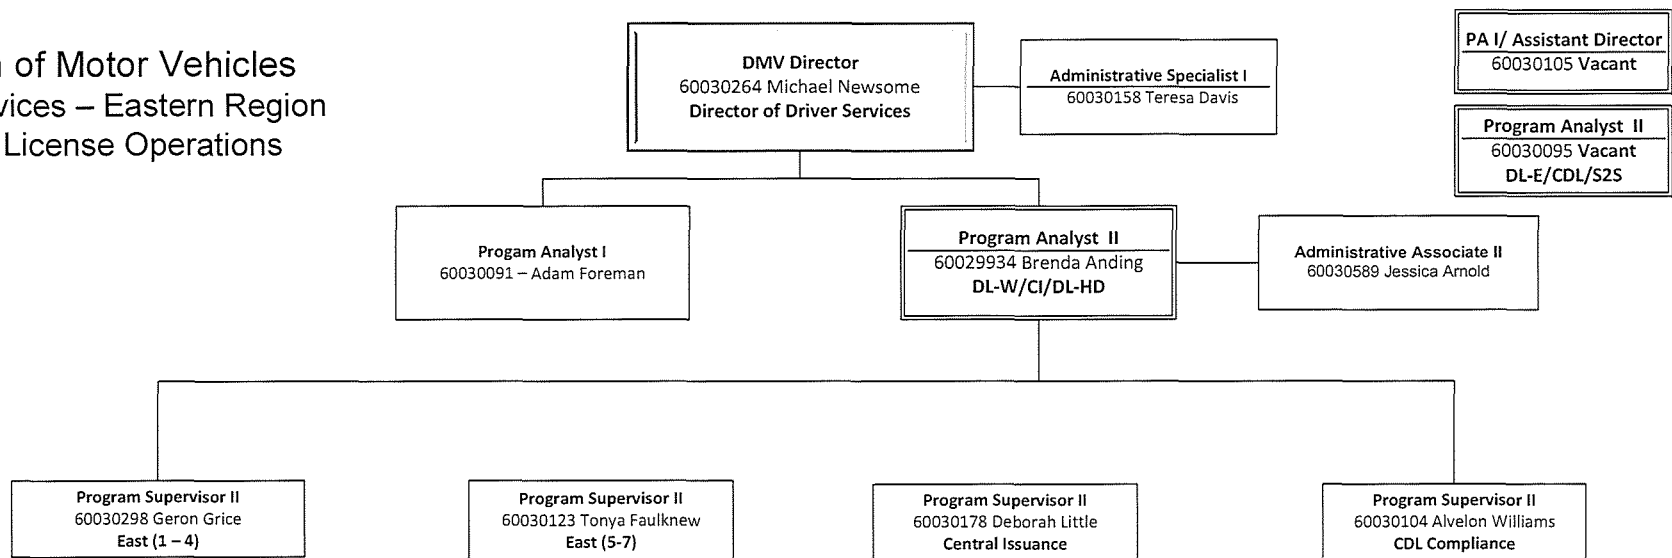 of Motor Vehicles
vices – Eastern Region
License Operations
DMV Director
60030264 Michael Newsome
Director of Driver Services
Administrative Specialist I
60030158 Teresa Davis
PA I/ Assistant Director
60030105 Vacant
Program Analyst II
60030095 Vacant
DL-E/CDL/S2S
Progam Analyst I
60030091 – Adam Foreman
Program Analyst II
60029934 Brenda Anding
DL-W/CI/DL-HD
Administrative Associate II
60030589 Jessica Arnold
Program Supervisor II
60030298 Geron Grice
East (1 – 4)
Program Supervisor II
60030123 Tonya Faulknew
East (5-7)
Program Supervisor II
60030178 Deborah Little
Central Issuance
Program Supervisor II
60030104 Alvelon Williams
CDL Compliance